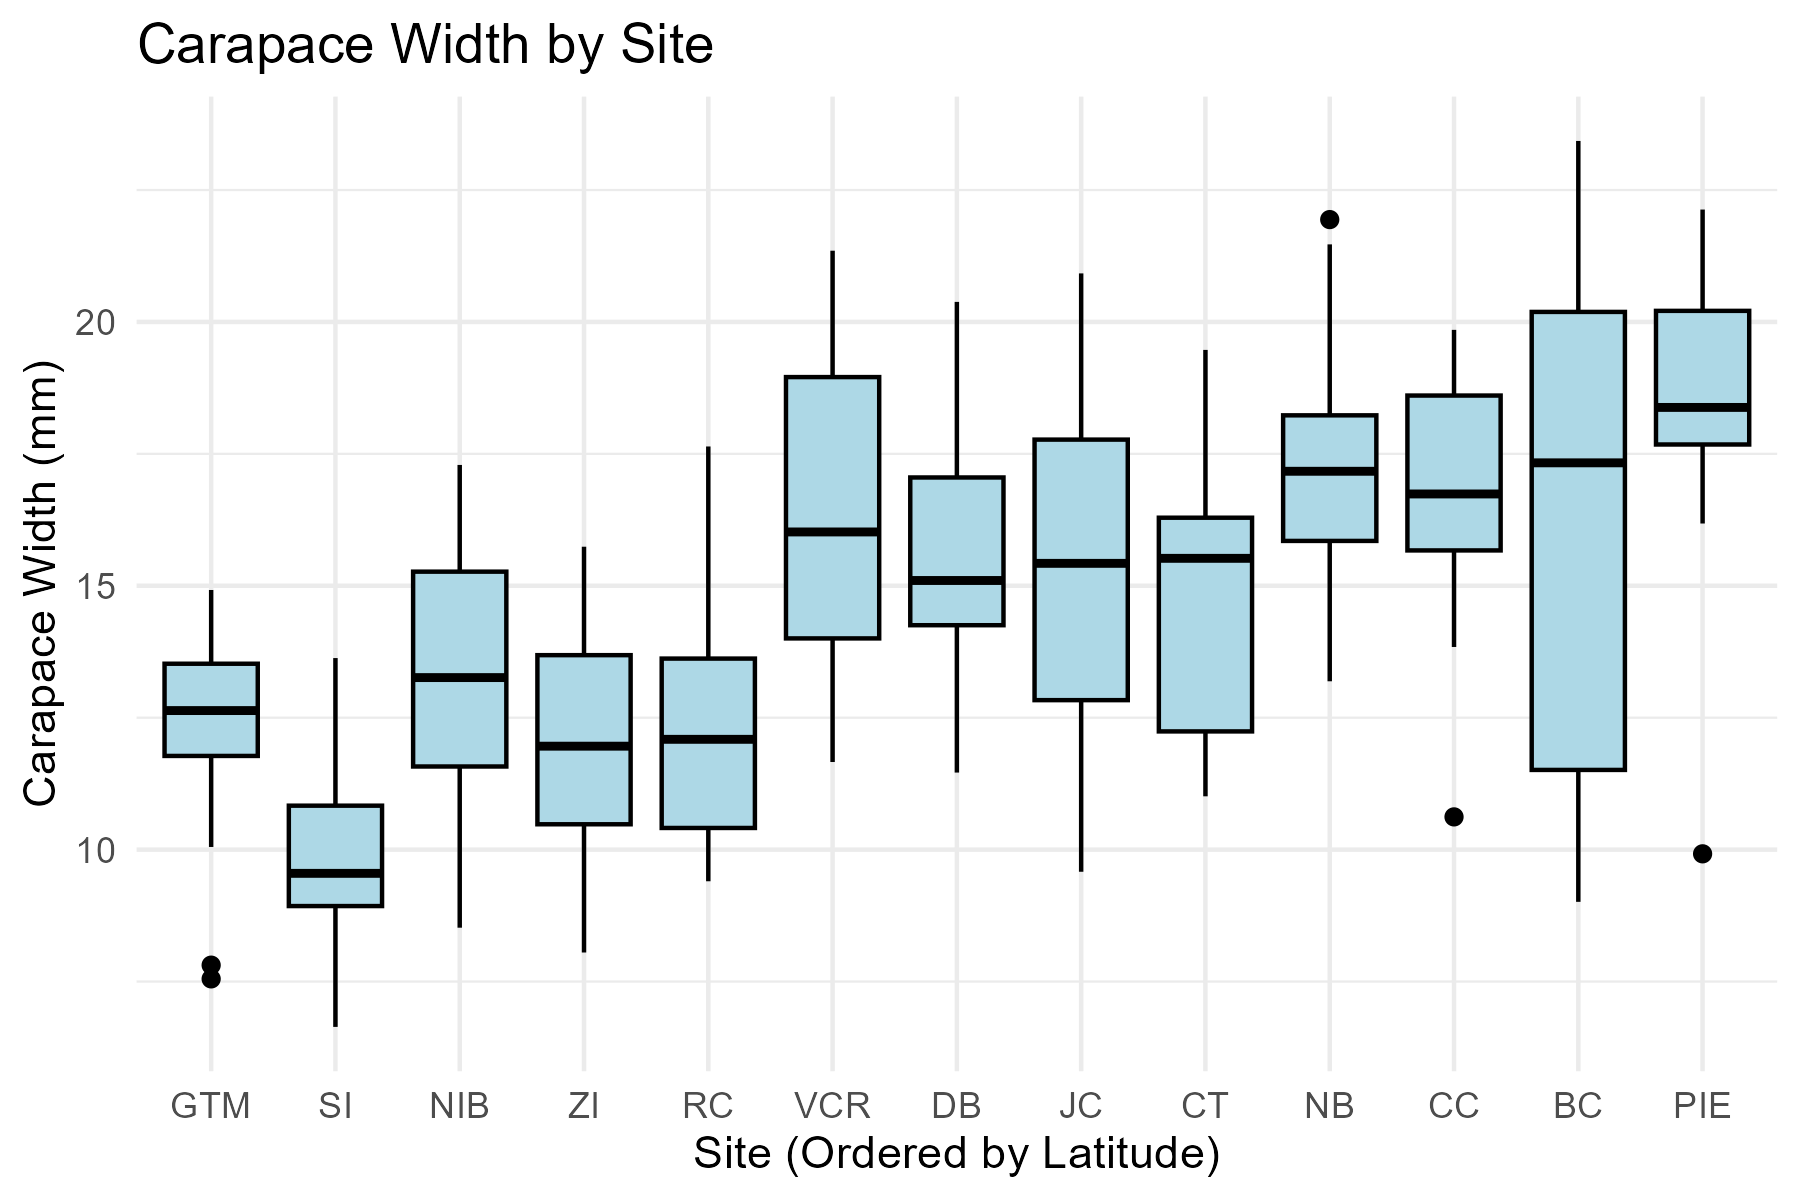 Carapace Width by Site
Carapace Width (mm)
20
15
10
GTM SI NIB ZI RC VCR DB JC CT NB CC BC PIE
Site (Ordered by Latitude)